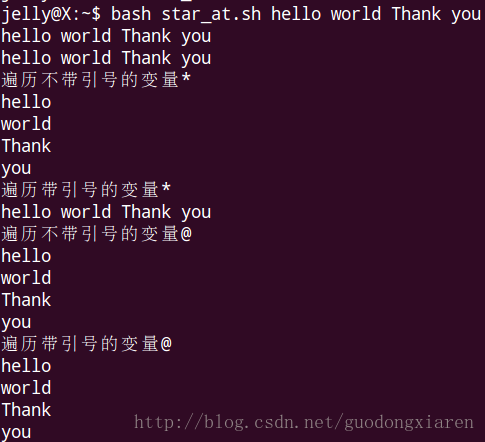 jelly@X:~$ bash star_at.sh hello world Thank you
hello world Thank you
hello world Thank you
遍历不带引号的变量*
hello
world
Thank
you
遍历带引号的变量*
hello world Thank you
遍历不带引号的变量@
hello
world
Thank
you
遍历带引号的变量@
hello
world
Thank
you
http://blog.csdn.net/guodongxiaren